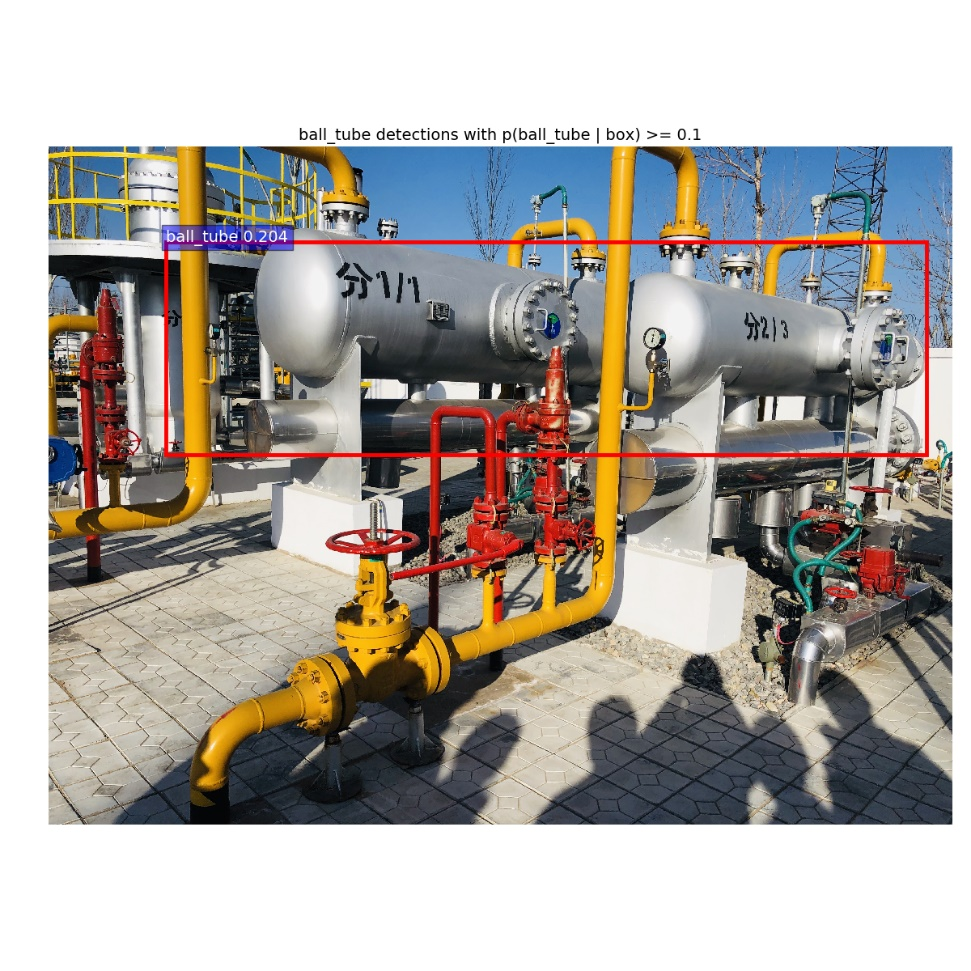 ball_tube detections with p(ball_tube | box) >= 0.1
ball_tube 0.204
分1/1
分2/3